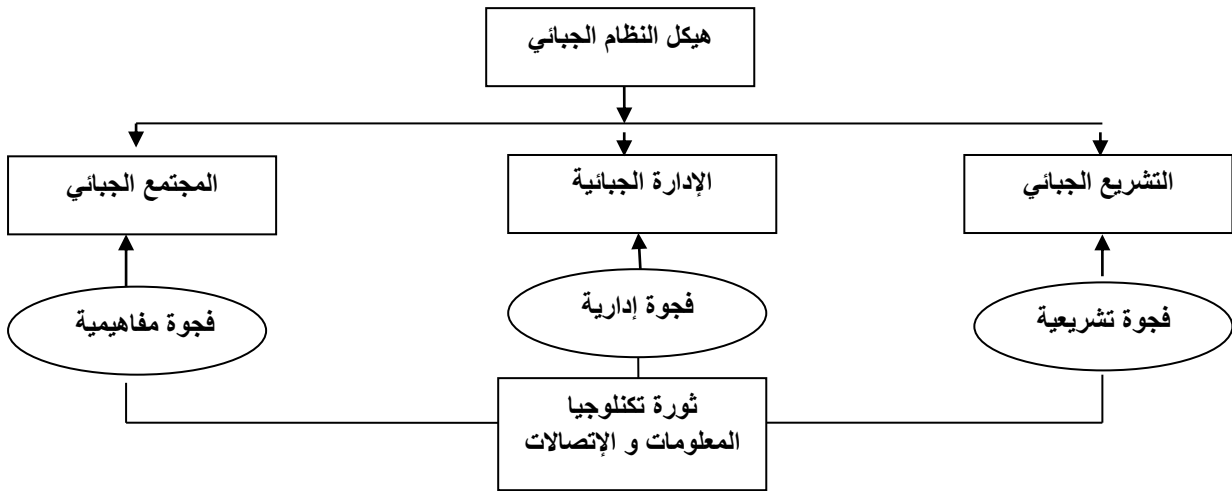 هيكل النظام الجبائي
التشريع الجبائي
الإدارة الجبائية
المجتمع الجبائي
فجوة تشريعية
فجوة إدارية
فجوة مفاهيمية
ثورة تكنلوجيا
المعلومات و الإتصالات